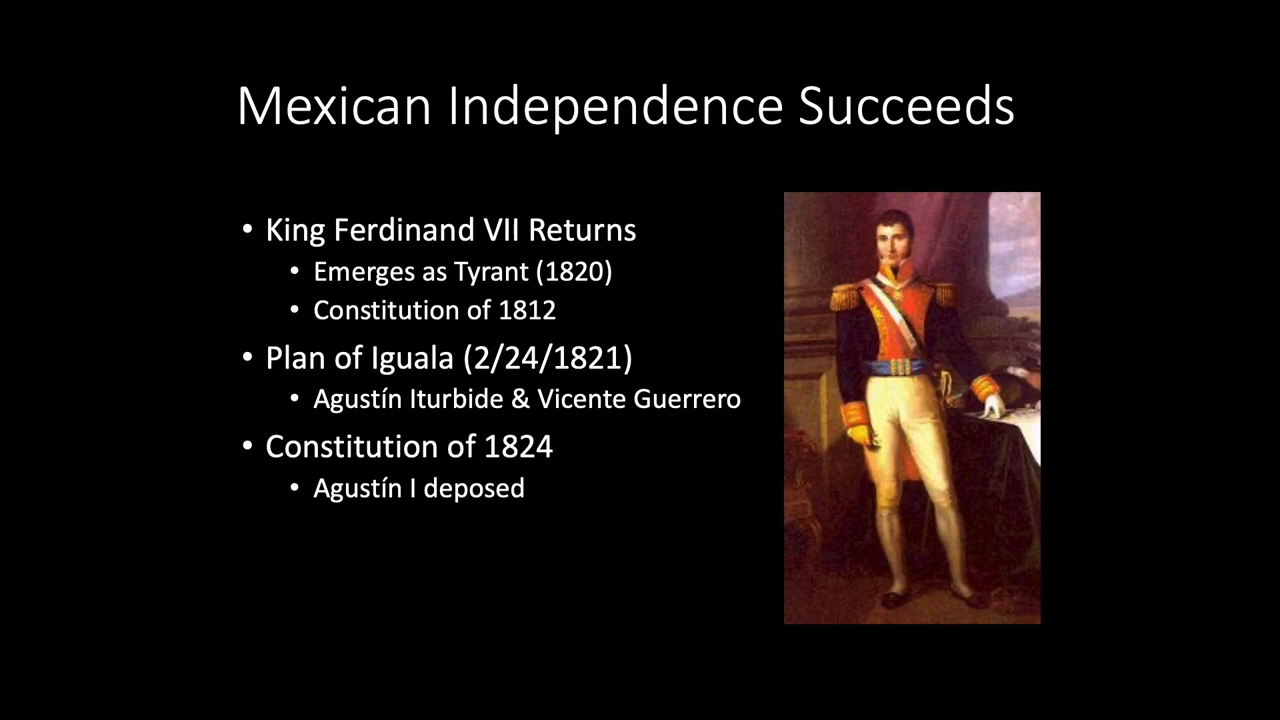 Mexican Independence Succeeds
• King Ferdinand VII Returns
• Emerges as Tyrant (1820)
• Constitution of 1812
• Plan of Iguala (2/24/1821)
• Agustín Iturbide & Vicente Guerrero
• Constitution of 1824
• Agustín I deposed